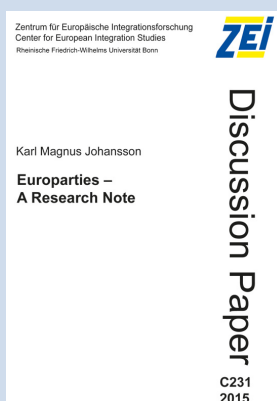 Zentrum für Europäische Integrationsforschung
Center for European Integration Studies
Rheinische Friedrich-Wilhelms Universität Bonn
ZEI
Discussion Paper
Karl Magnus Johansson
Europarties –
A Research Note
C231
2015